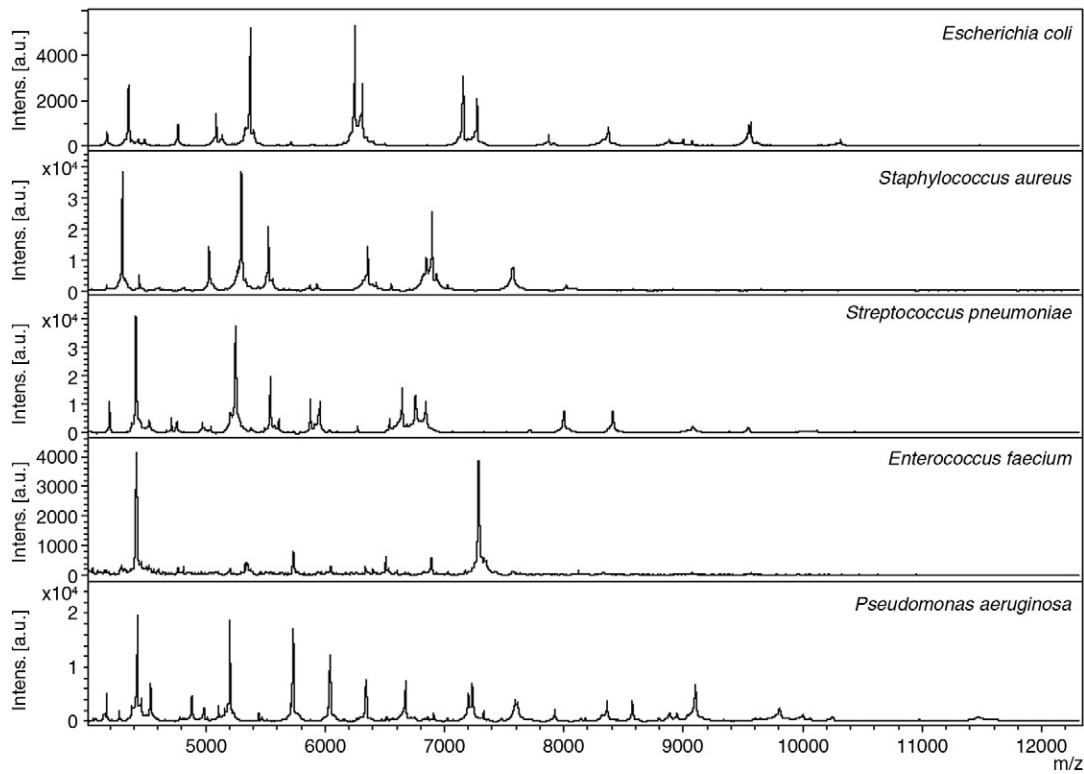 Intens. [a.u.]
4000
2000
0
Escherichia coli
Intens. [a.u.]
x10⁴
3
2
1
0
Staphylococcus aureus
Intens. [a.u.]
x10⁴
3
2
1
0
Streptococcus pneumoniae
Intens. [a.u.]
4000
3000
2000
1000
0
Enterococcus faecium
Intens. [a.u.]
x10⁴
2
1
0
Pseudomonas aeruginosa
5000 6000 7000 8000 9000 10000 11000 12000
m/z